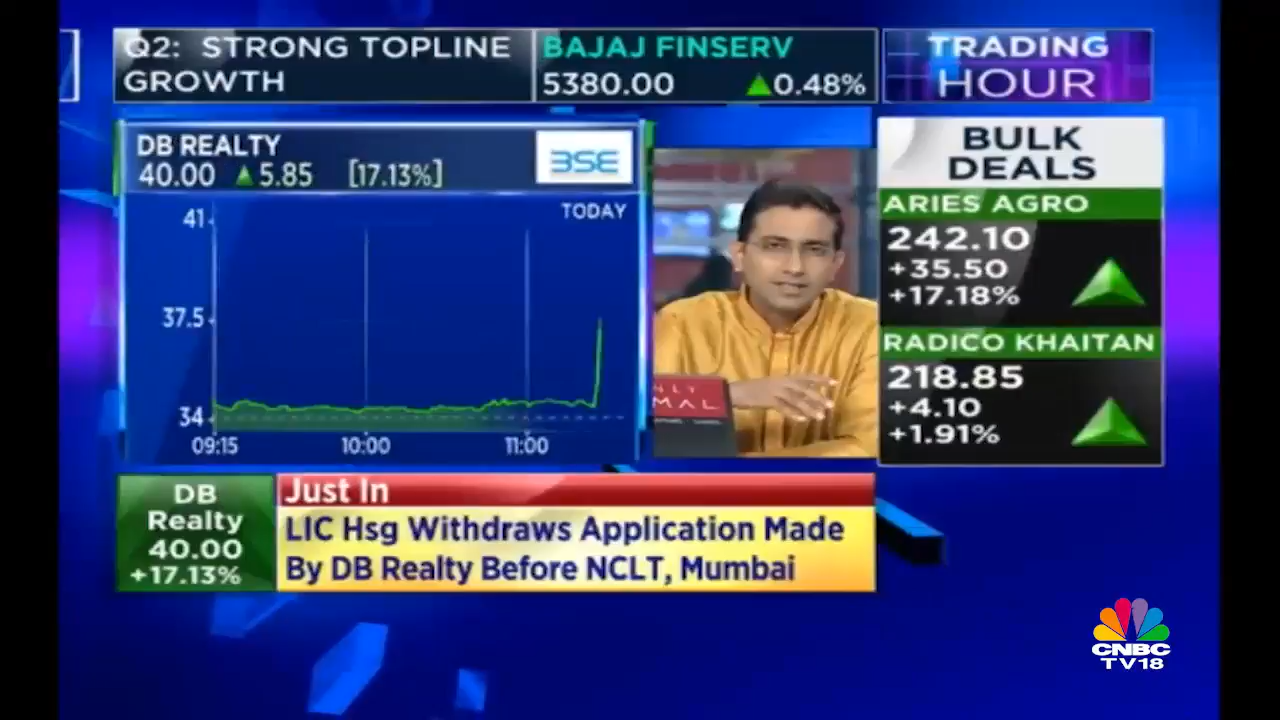 Q2: STRONG TOPLINE
GROWTH
BAJAJ FINSERV
5380.00 ▲0.48%
TRADING
HOUR
DB REALTY
40.00 ▲ 5.85 [17.13%]
BSE
TODAY
41
37.5
34
09:15 10:00 11:00
NLY
MAL
BULK
DEALS
ARIES AGRO
242.10
+35.50
+17.18%
RADICO KHAITAN
218.85
+4.10
+1.91%
DB
Realty
40.00
+17.13%
Just In
LIC Hsg Withdraws Application Made
By DB Realty Before NCLT, Mumbai
CNBC
TV18